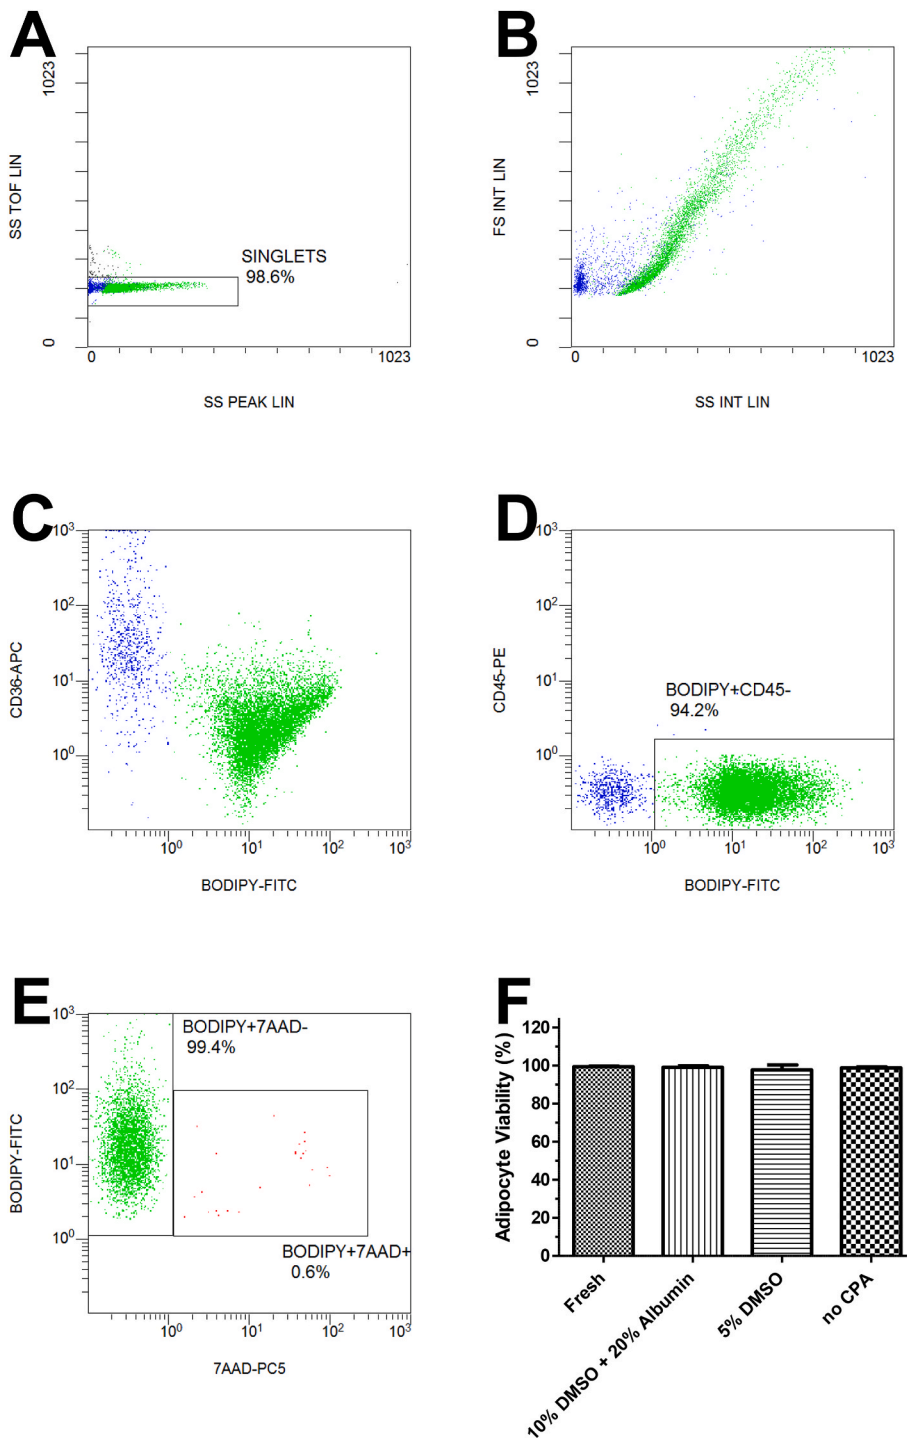 A
1023
SS TOF LIN
SINGLETS
98.6%
0
0
1023
SS PEAK LIN
B
1023
FS INT LIN
0
0
1023
SS INT LIN
C
10³
10²
10¹
10⁰
CD36-APC
10⁰ 10¹ 10² 10³
BODIPY-FITC
D
10³
10²
10¹
10⁰
CD45-PE
BODIPY+CD45-
94.2%
10⁰ 10¹ 10² 10³
BODIPY-FITC
E
10³
10²
10¹
10⁰
BODIPY-FITC
BODIPY+7AAD-
99.4%
BODIPY+7AAD+
0.6%
10⁰ 10¹ 10² 10³
7AAD-PC5
F
Adipocyte Viability (%)
120
100
80
60
40
20
0
Fresh
10% DMSO + 20% Albumin
5% DMSO
no CPA